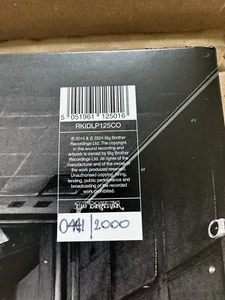 5 051961 125016
RKIDLP125CO
℗ 2014 & © 2024 Big Brother
Recordings Ltd. The copyright
in this sound recording and
artwork is owned by Big Brother
Recordings Ltd. All rights of the
manufacturer and of the owner of
the work produced reserved.
Unauthorised copying, hiring,
lending, public performance and
broadcasting of the recorded
work prohibited.
0441/2000